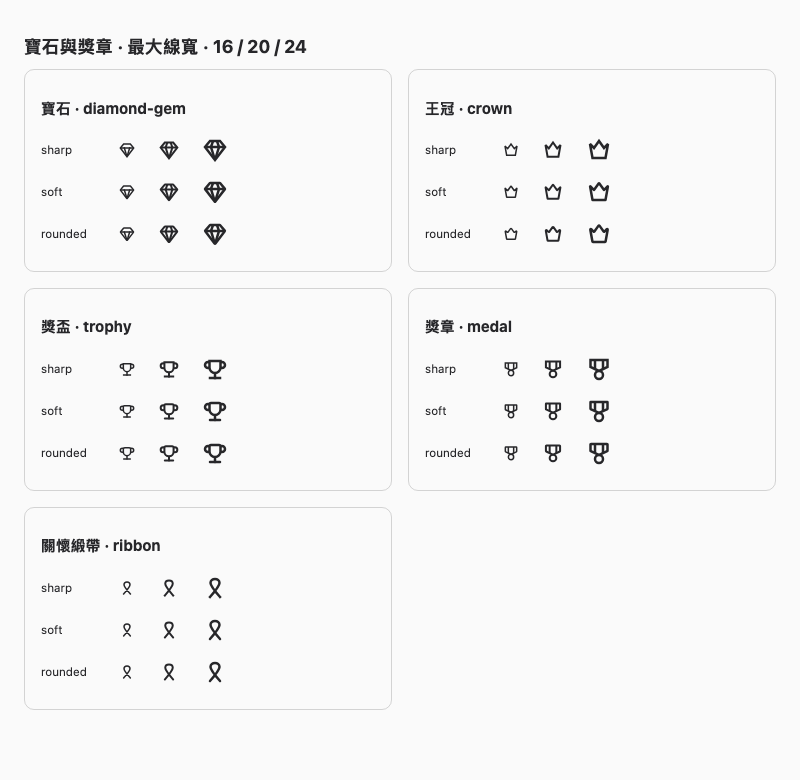 寶石與獎章 · 最大線寬 · 16 / 20 / 24
寶石 · diamond-gem
sharp
soft
rounded
王冠 · crown
sharp
soft
rounded
獎盃 · trophy
sharp
soft
rounded
獎章 · medal
sharp
soft
rounded
關懷緞帶 · ribbon
sharp
soft
rounded